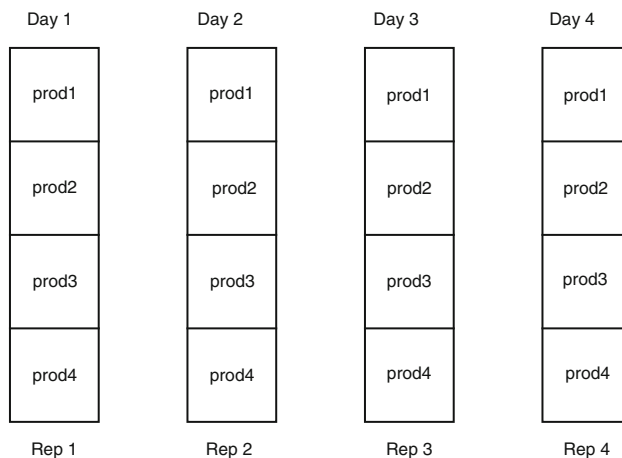 Day 1 Day 2 Day 3 Day 4
prod1 prod1 prod1 prod1
prod2 prod2 prod2 prod2
prod3 prod3 prod3 prod3
prod4 prod4 prod4 prod4
Rep 1 Rep 2 Rep 3 Rep 4